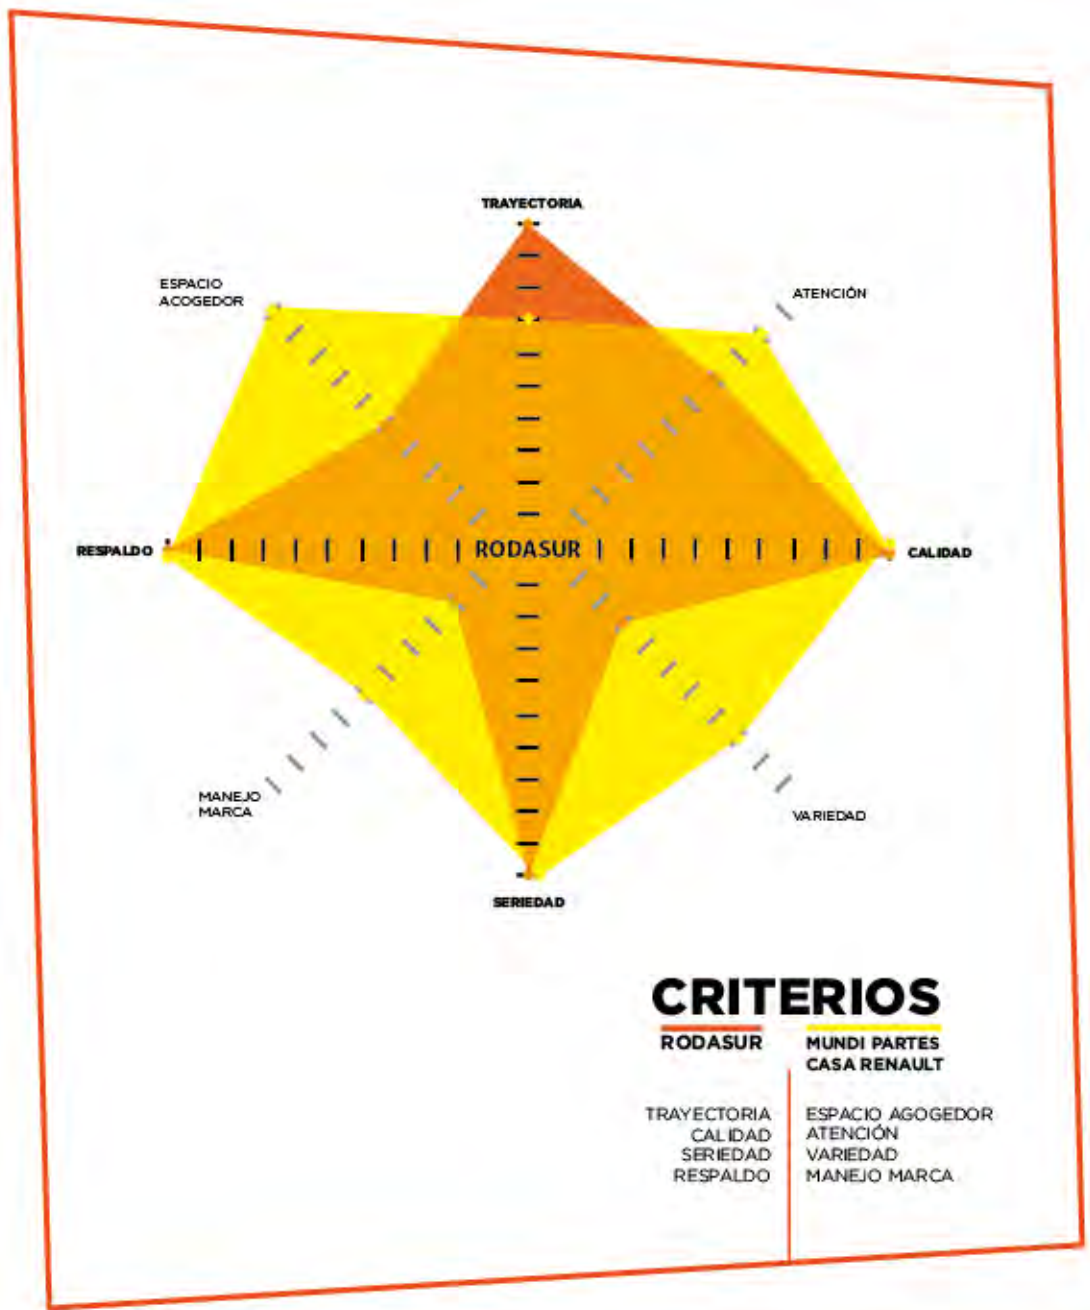 TRAYECTORIA
ESPACIO
ACOGEDOR
ATENCIÓN
RESPALDO
RODASUR
CALIDAD
MANEJO
MARCA
VARIEDAD
SERIEDAD
CRITERIOS
RODASUR
MUNDI PARTES
CASA RENAULT
TRAYECTORIA
CALIDAD
SERIEDAD
RESPALDO
ESPACIO AGOGEDOR
ATENCIÓN
VARIEDAD
MANEJO MARCA